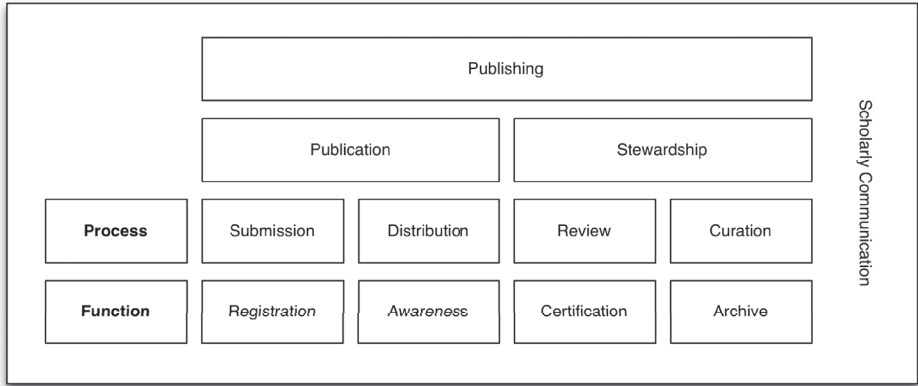 Publishing
Publication
Stewardship
Process
Submission
Distribution
Review
Curation
Function
Registration
Awareness
Certification
Archive
Scholarly Communication